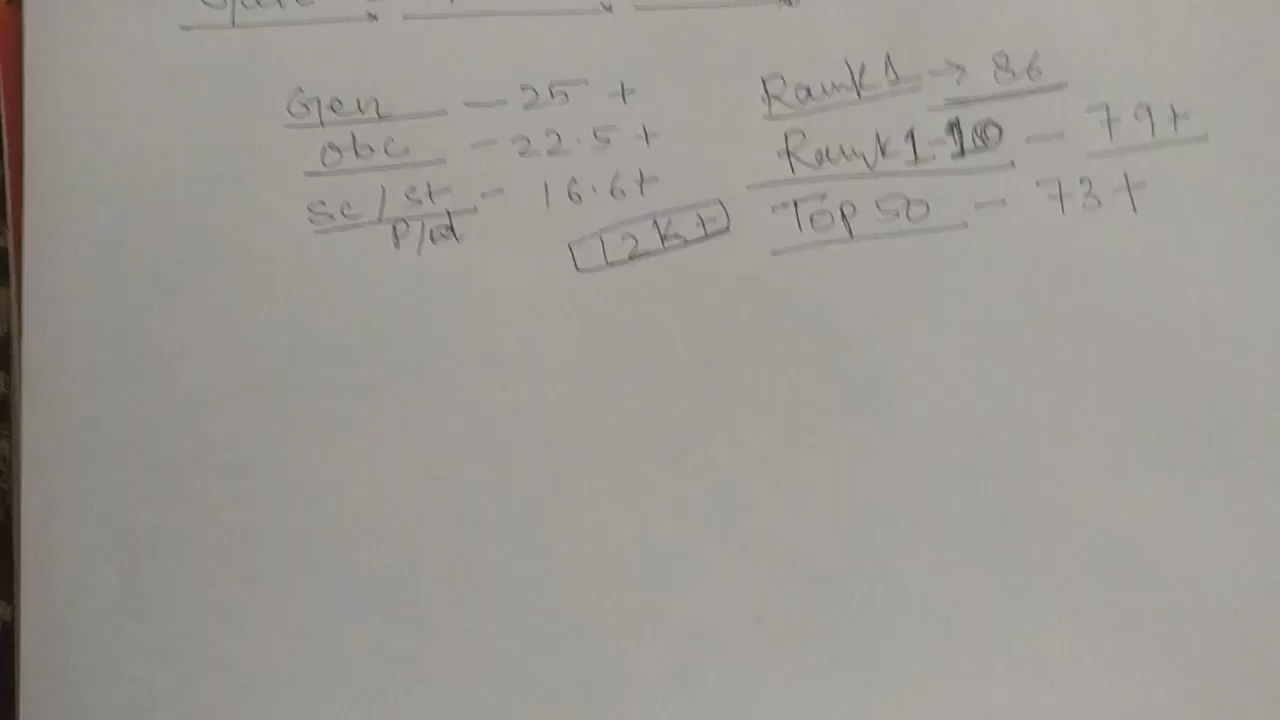 Gen - 25 +
obc - 22.5 +
sc / st - 16.6+
P/wd
12K+
Rank 1 → 86
Rank 1-10 - 79+
Top 50 - 73+